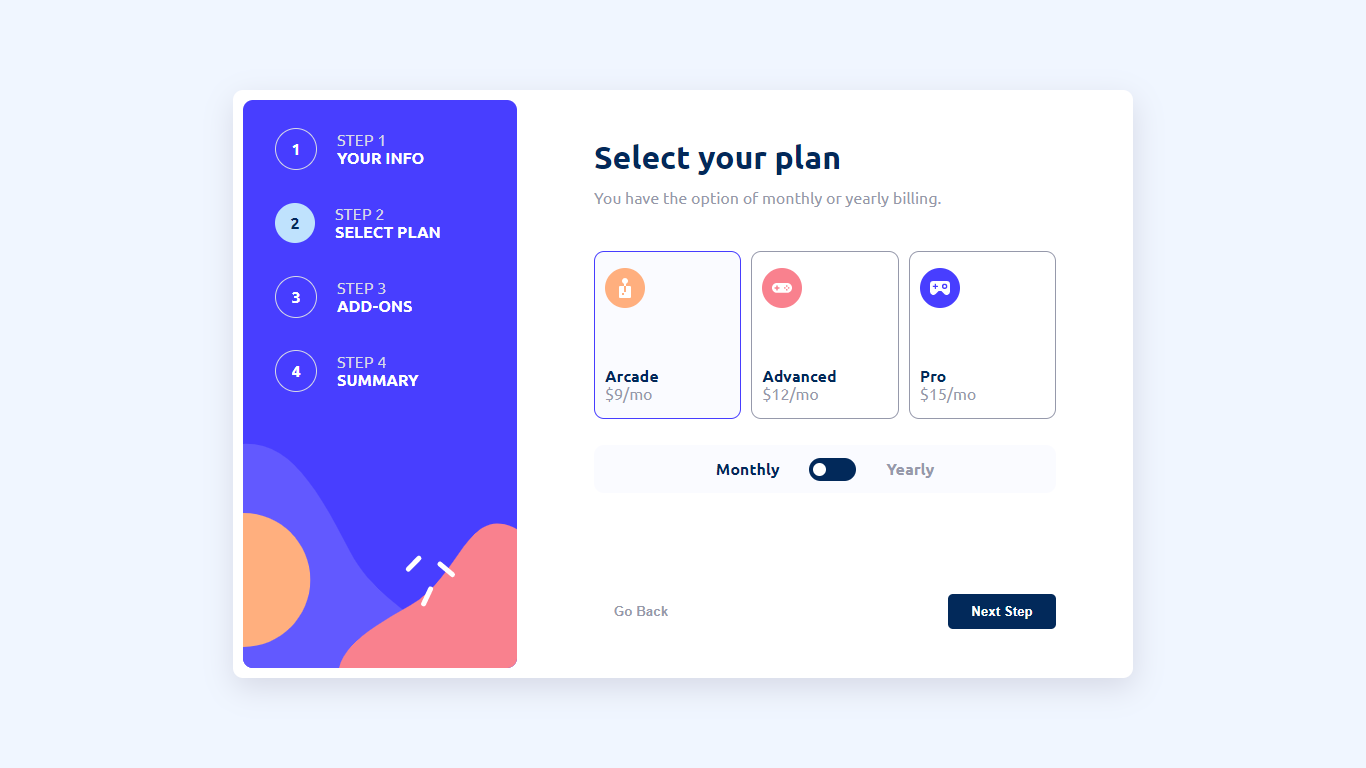 1
STEP 1
YOUR INFO
2
STEP 2
SELECT PLAN
3
STEP 3
ADD-ONS
4
STEP 4
SUMMARY
Select your plan
You have the option of monthly or yearly billing.
Arcade
$9/mo
Advanced
$12/mo
Pro
$15/mo
Monthly
Yearly
Go Back
Next Step